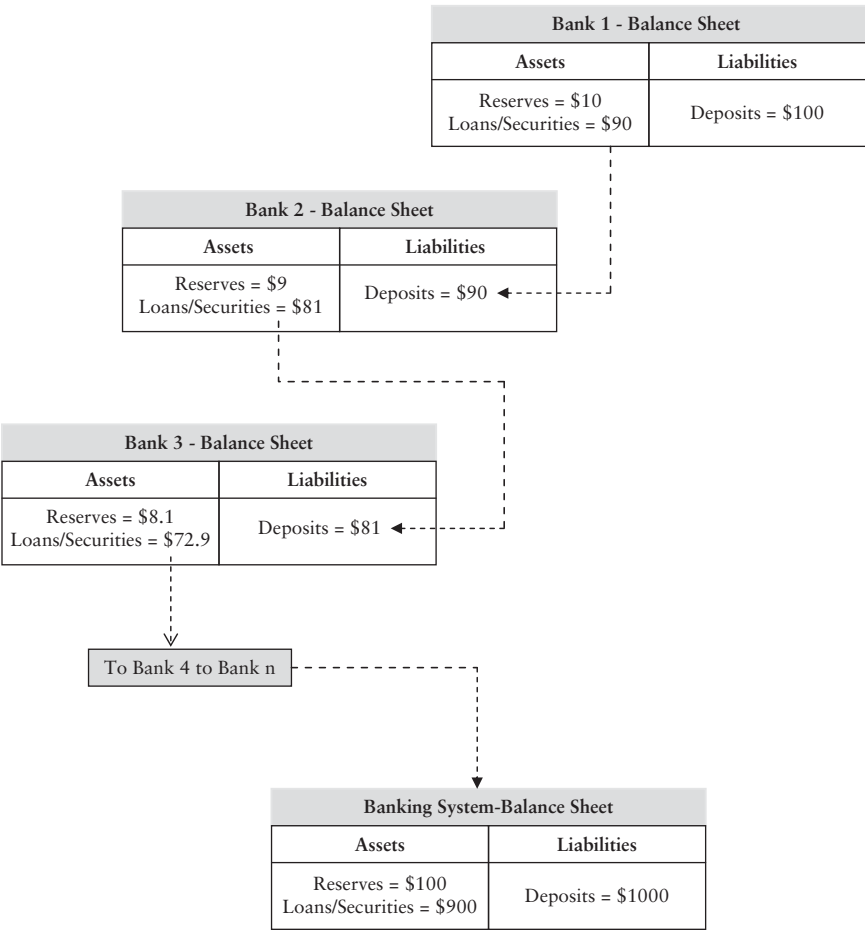 Bank 1 - Balance Sheet
Assets
Liabilities
Reserves = $10
Loans/Securities = $90
Deposits = $100
Bank 2 - Balance Sheet
Assets
Liabilities
Reserves = $9
Loans/Securities = $81
Deposits = $90
Bank 3 - Balance Sheet
Assets
Liabilities
Reserves = $8.1
Loans/Securities = $72.9
Deposits = $81
To Bank 4 to Bank n
Banking System-Balance Sheet
Assets
Liabilities
Reserves = $100
Loans/Securities = $900
Deposits = $1000